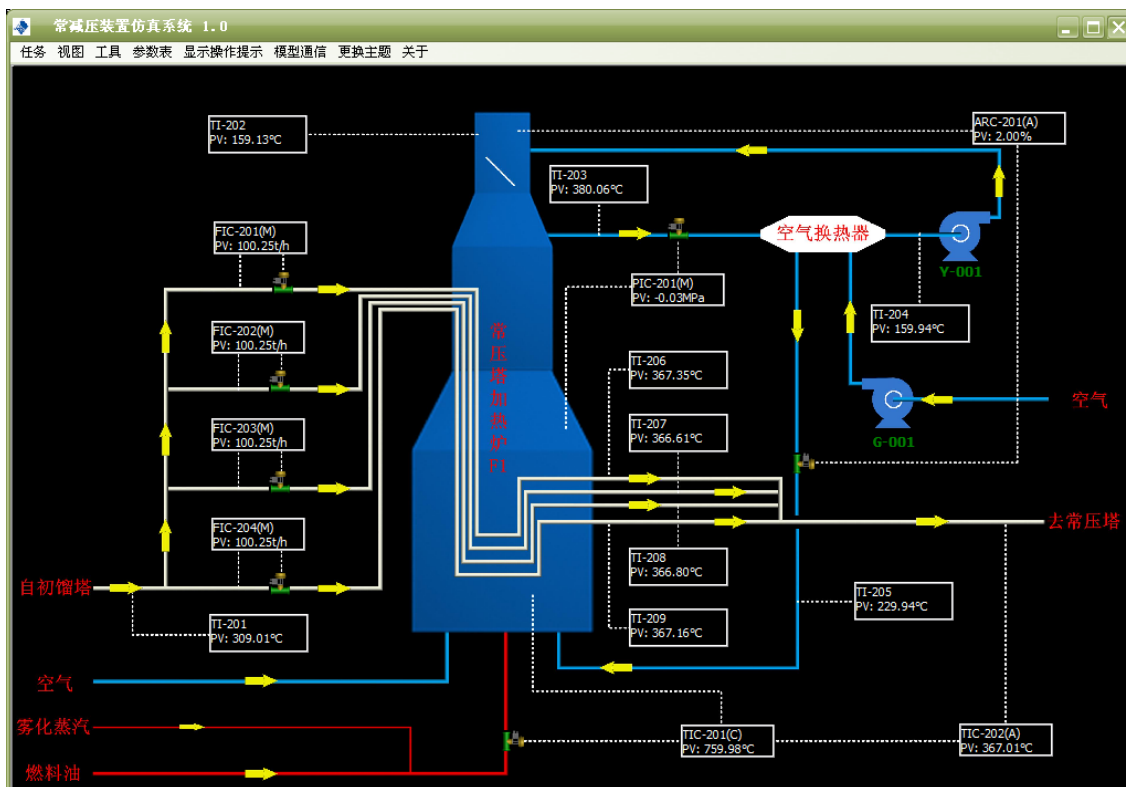 常减压装置仿真系统 1.0
任务 视图 工具 参数表 显示操作提示 模型通信 更换主题 关于
TI-202
PV: 159.13℃
ARC-201(A)
PV: 2.00%
TI-203
PV: 380.06℃
FIC-201(M)
PV: 100.25t/h
空气换热器
Y-001
PIC-201(M)
PV: -0.03MPa
TI-204
PV: 159.94℃
FIC-202(M)
PV: 100.25t/h
常压塔加热炉F1
TI-206
PV: 367.35℃
空气
G-001
FIC-203(M)
PV: 100.25t/h
TI-207
PV: 366.61℃
FIC-204(M)
PV: 100.25t/h
去常压塔
TI-208
PV: 366.80℃
自初馏塔
TI-205
PV: 229.94℃
TI-201
PV: 309.01℃
TI-209
PV: 367.16℃
空气
雾化蒸汽
TIC-201(C)
PV: 759.98℃
TIC-202(A)
PV: 367.01℃
燃料油